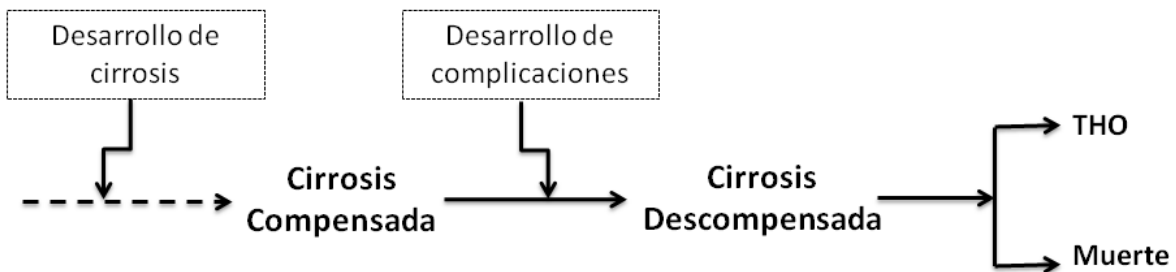 Desarrollo de
cirrosis
Desarrollo de
complicaciones
Cirrosis
Compensada
Cirrosis
Descompensada
THO
Muerte